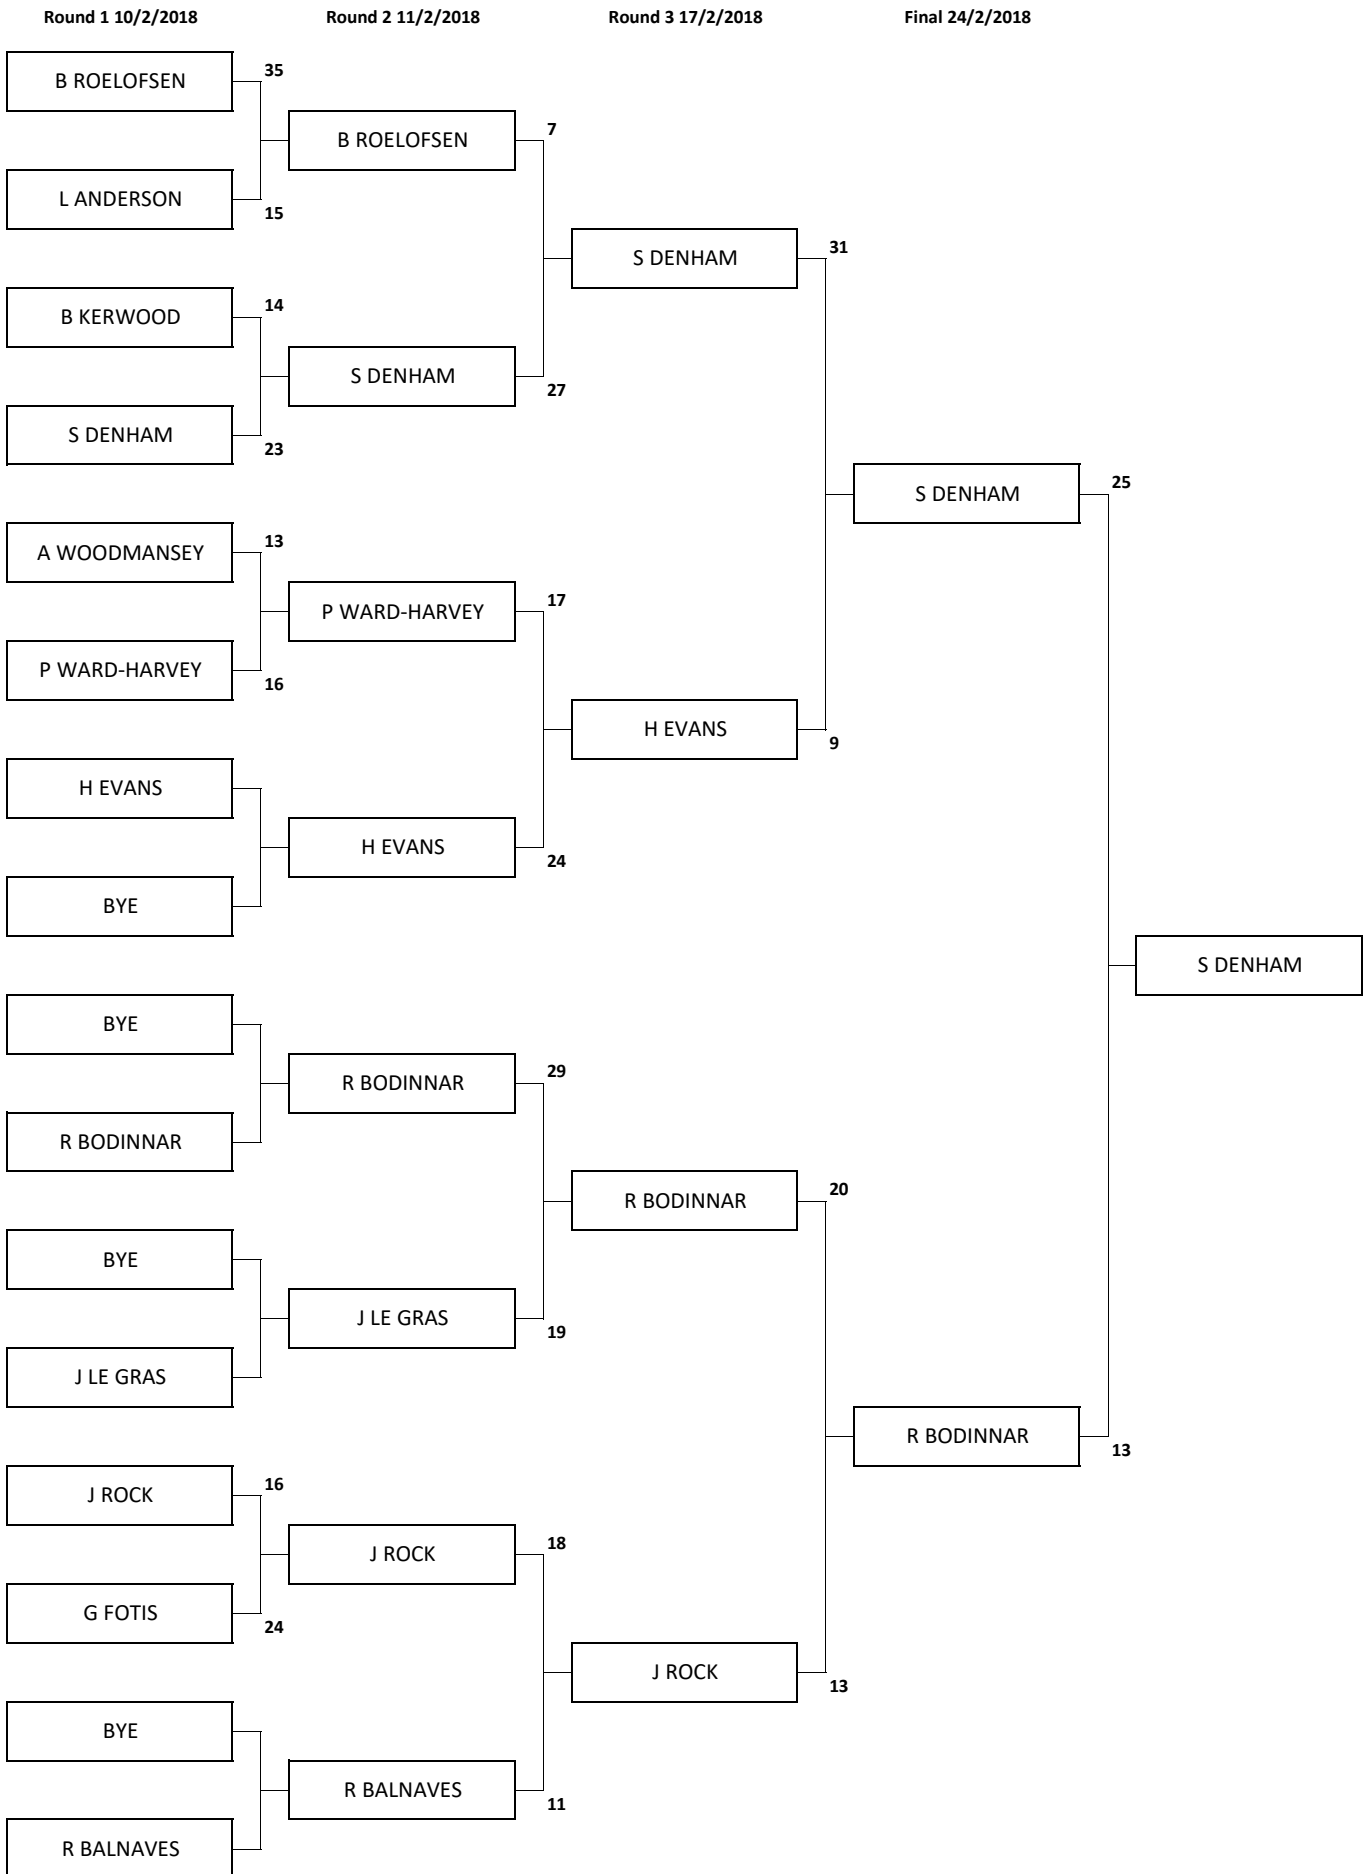 Round 1 10/2/2018 Round 2 11/2/2018 Round 3 17/2/2018 Final 24/2/2018
35
B ROELOFSEN
7
B ROELOFSEN
L ANDERSON
15
31
S DENHAM
14
B KERWOOD
S DENHAM
27
S DENHAM
23
25
S DENHAM
13
A WOODMANSEY
17
P WARD-HARVEY
P WARD-HARVEY
16
H EVANS
9
H EVANS
H EVANS
24
BYE
S DENHAM
BYE
29
R BODINNAR
R BODINNAR
20
R BODINNAR
BYE
J LE GRAS
19
J LE GRAS
R BODINNAR
13
16
J ROCK
18
J ROCK
G FOTIS
24
J ROCK
13
BYE
R BALNAVES
11
R BALNAVES